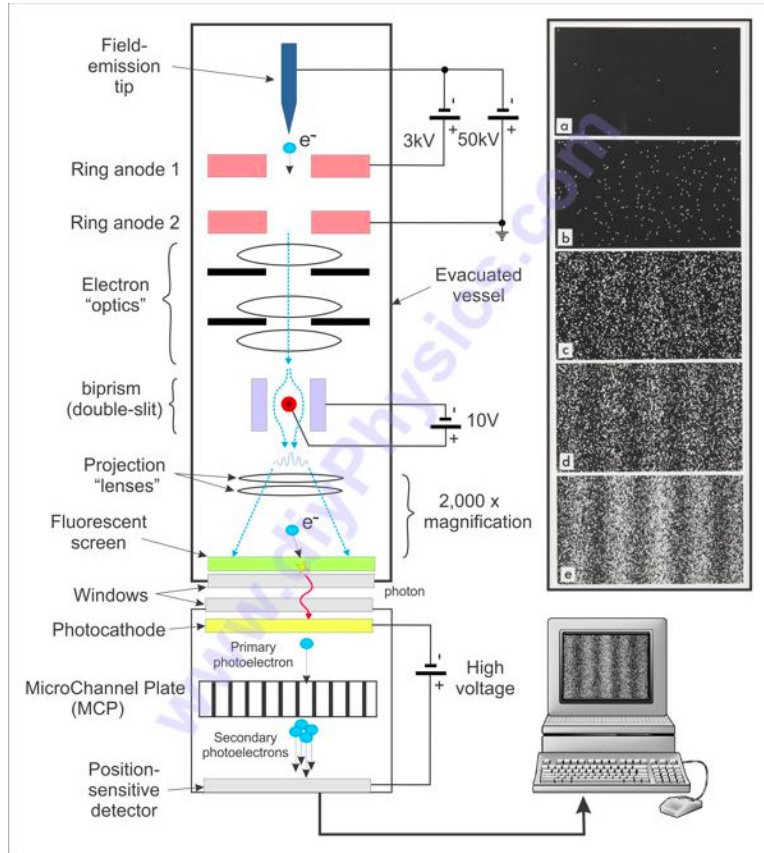 Field-
emission
tip
e-
3kV
50kV
-
+
-
+
Ring anode 1
Ring anode 2
Electron
"optics"
Evacuated
vessel
biprism
(double-slit)
-
+
10V
Projection
"lenses"
2,000 x
magnification
e-
Fluorescent
screen
Windows
photon
Photocathode
Primary
photoelectron
-
+
High
voltage
MicroChannel Plate
(MCP)
Secondary
photoelectrons
Position-
sensitive
detector
a
b
c
d
e
www.diyPhysics.com